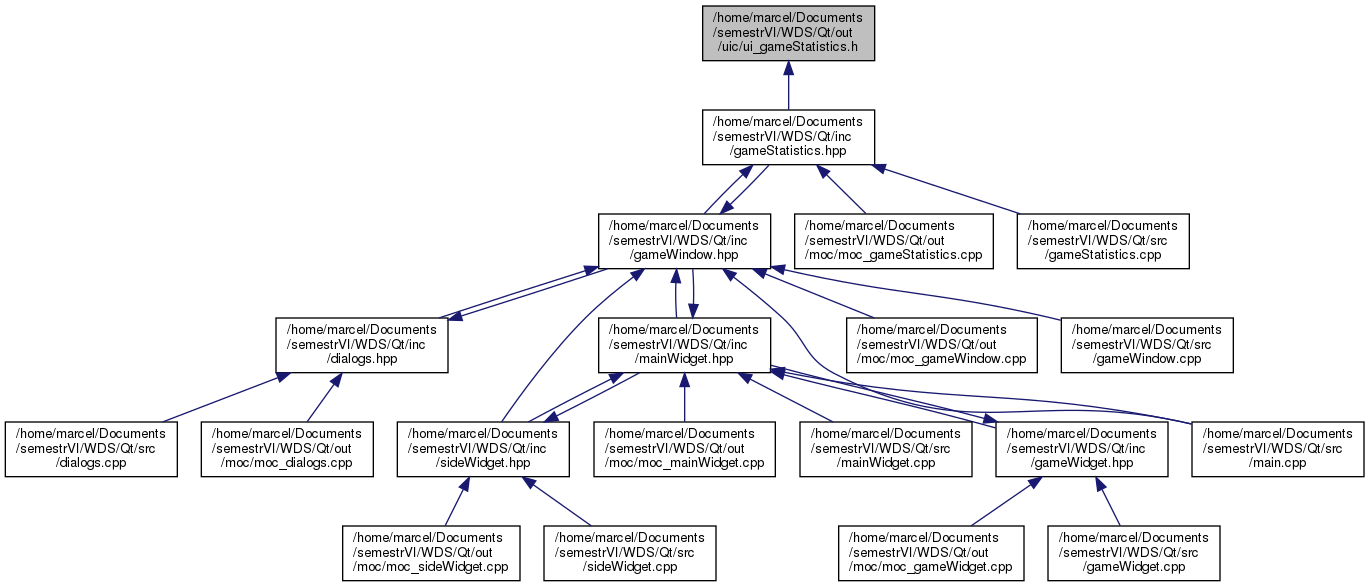 /home/marcel/Documents
/semestrVI/WDS/Qt/out
/uic/ui_gameStatistics.h
/home/marcel/Documents
/semestrVI/WDS/Qt/inc
/gameStatistics.hpp
/home/marcel/Documents
/semestrVI/WDS/Qt/inc
/gameWindow.hpp
/home/marcel/Documents
/semestrVI/WDS/Qt/out
/moc/moc_gameStatistics.cpp
/home/marcel/Documents
/semestrVI/WDS/Qt/src
/gameStatistics.cpp
/home/marcel/Documents
/semestrVI/WDS/Qt/inc
/dialogs.hpp
/home/marcel/Documents
/semestrVI/WDS/Qt/inc
/mainWidget.hpp
/home/marcel/Documents
/semestrVI/WDS/Qt/out
/moc/moc_gameWindow.cpp
/home/marcel/Documents
/semestrVI/WDS/Qt/src
/gameWindow.cpp
/home/marcel/Documents
/semestrVI/WDS/Qt/src
/dialogs.cpp
/home/marcel/Documents
/semestrVI/WDS/Qt/out
/moc/moc_dialogs.cpp
/home/marcel/Documents
/semestrVI/WDS/Qt/inc
/sideWidget.hpp
/home/marcel/Documents
/semestrVI/WDS/Qt/out
/moc/moc_mainWidget.cpp
/home/marcel/Documents
/semestrVI/WDS/Qt/src
/mainWidget.cpp
/home/marcel/Documents
/semestrVI/WDS/Qt/inc
/gameWidget.hpp
/home/marcel/Documents
/semestrVI/WDS/Qt/src
/main.cpp
/home/marcel/Documents
/semestrVI/WDS/Qt/out
/moc/moc_sideWidget.cpp
/home/marcel/Documents
/semestrVI/WDS/Qt/src
/sideWidget.cpp
/home/marcel/Documents
/semestrVI/WDS/Qt/out
/moc/moc_gameWidget.cpp
/home/marcel/Documents
/semestrVI/WDS/Qt/src
/gameWidget.cpp